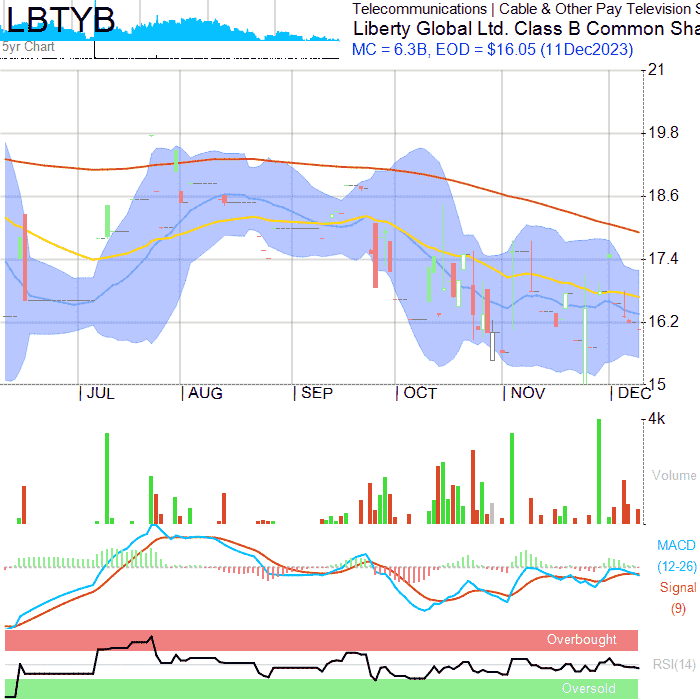 LBTYB
5yr Chart
Telecommunications | Cable & Other Pay Television S
Liberty Global Ltd. Class B Common Sha
MC = 6.3B, EOD = $16.05 (11Dec2023)
21
19.8
18.6
17.4
16.2
15
JUL AUG SEP OCT NOV DEC
4k
Volume
MACD
(12-26)
Signal
(9)
Overbought
RSI(14)
Oversold